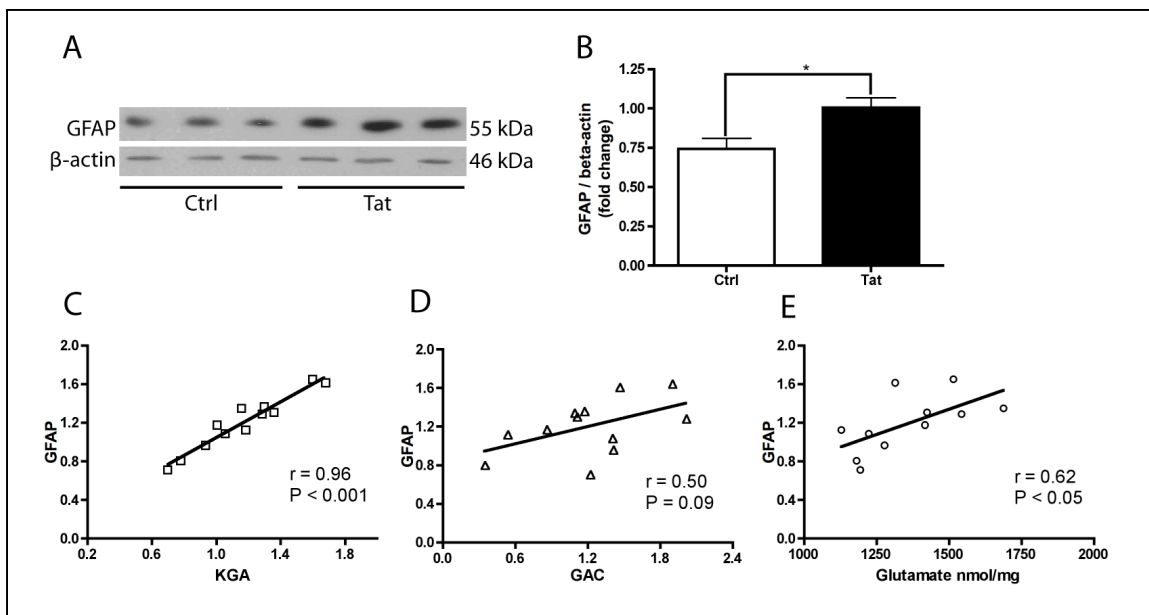 A
GFAP
55 kDa
β-actin
46 kDa
Ctrl
Tat
B
*
GFAP / beta-actin
(fold change)
1.25
1.00
0.75
0.50
0.25
0.00
Ctrl
Tat
C
GFAP
2.0
1.6
1.2
0.8
0.4
0.0
0.2
0.6
1.0
1.4
1.8
KGA
r = 0.96
P < 0.001
D
GFAP
2.0
1.6
1.2
0.8
0.4
0.0
0.0
0.6
1.2
1.8
2.4
GAC
r = 0.50
P = 0.09
E
GFAP
2.0
1.6
1.2
0.8
0.4
0.0
1000
1250
1500
1750
2000
Glutamate nmol/mg
r = 0.62
P < 0.05